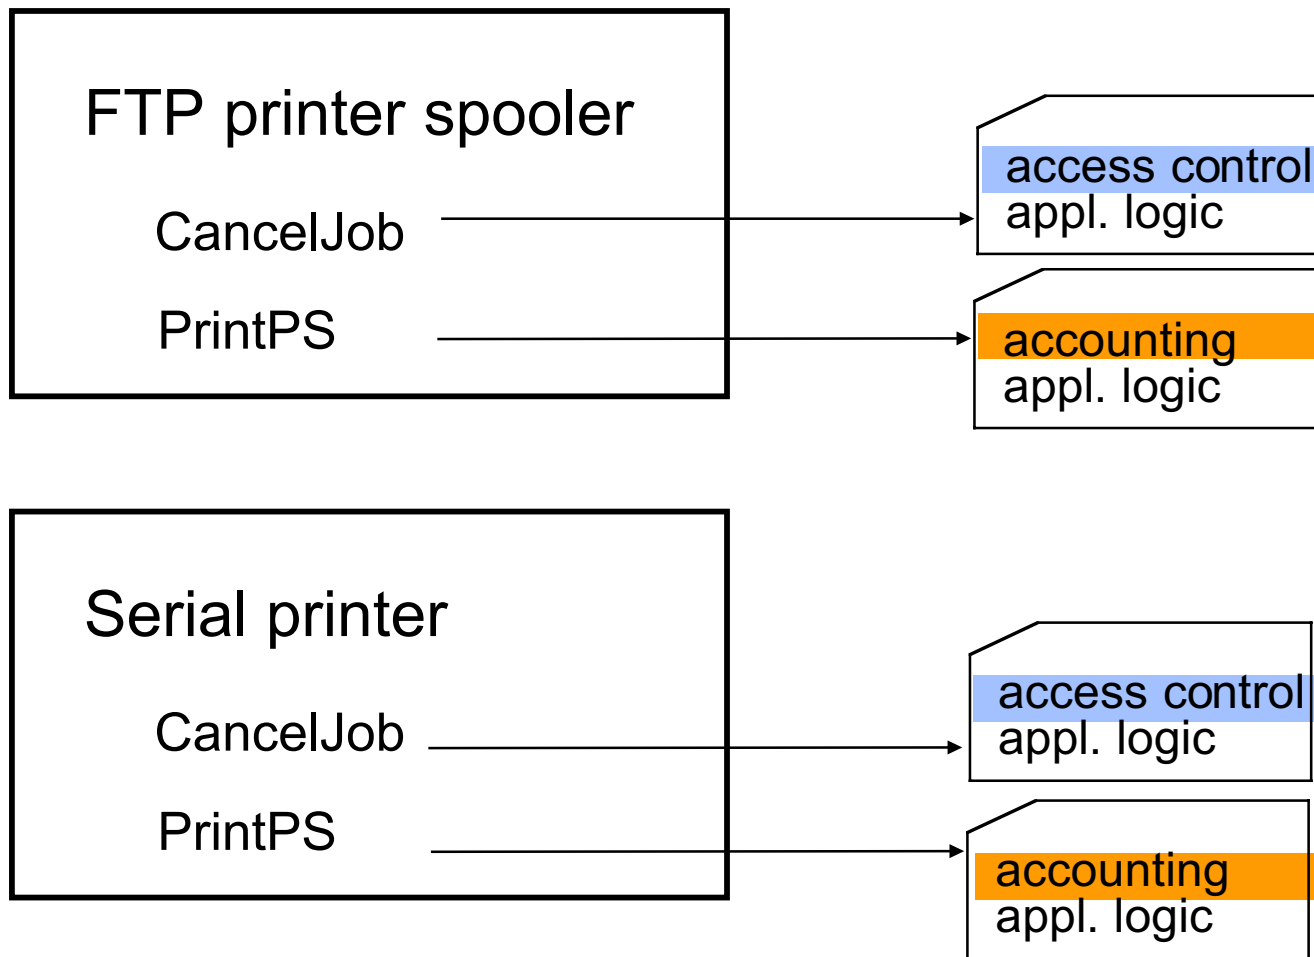 FTP printer spooler
CancelJob
PrintPS
access control
appl. logic
accounting
appl. logic
Serial printer
CancelJob
PrintPS
access control
appl. logic
accounting
appl. logic